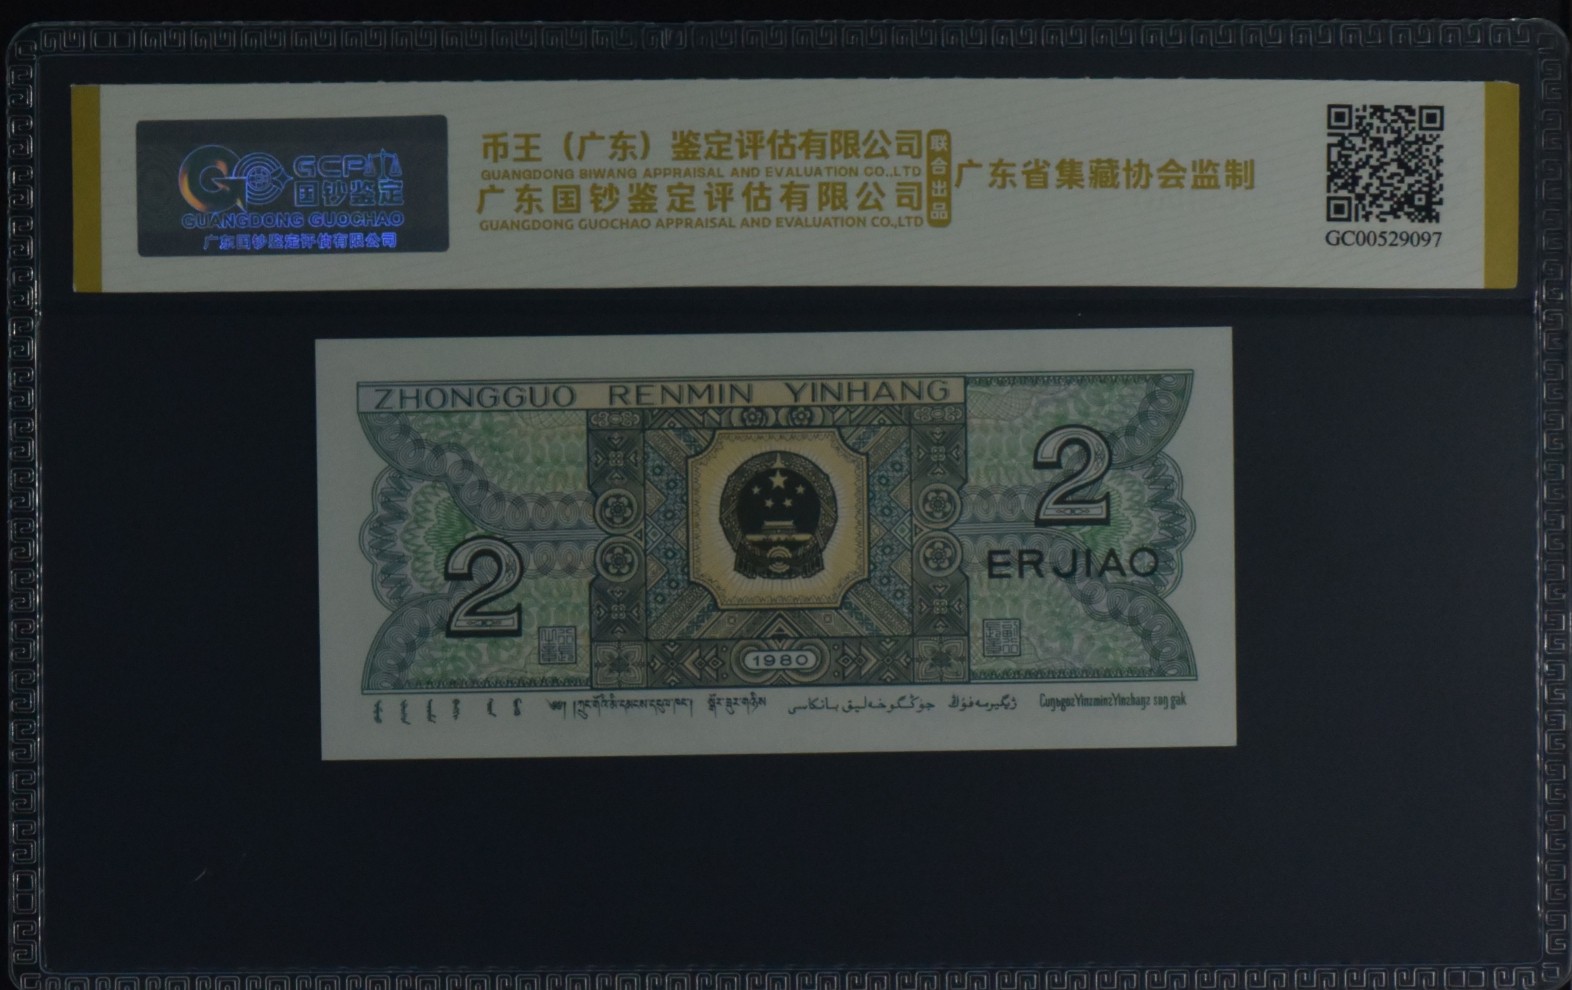 GCP
国钞鉴定
GUANGDONG GUOCHAO
广东国钞鉴定评估有限公司
币王（广东）鉴定评估有限公司
GUANGDONG BIWANG APPRAISAL AND EVALUATION CO.,LTD
广东国钞鉴定评估有限公司
GUANGDONG GUOCHAO APPRAISAL AND EVALUATION CO.,LTD
联合出品
广东省集藏协会监制
GC00529097
ZHONGGUO RENMIN YINHANG
2
2
ERJIAO
1980
جۇڭگو خەلىق بانكاسى